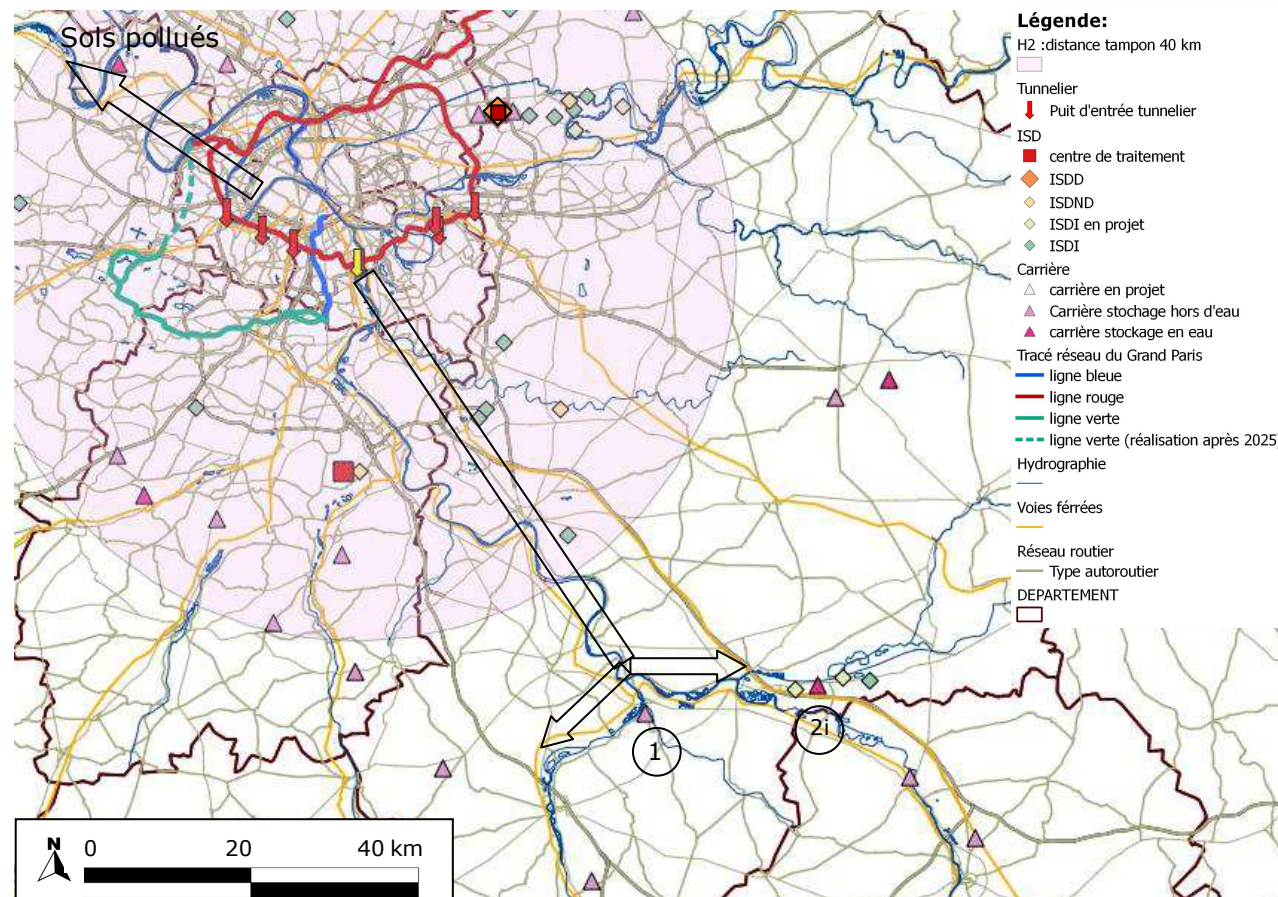 Sols pollués
Légende:
H2 :distance tampon 40 km
Tunnelier
Puit d'entrée tunnelier
ISD
centre de traitement
ISDD
ISDND
ISDI en projet
ISDI
Carrière
carrière en projet
Carrière stochage hors d'eau
carrière stockage en eau
Tracé réseau du Grand Paris
ligne bleue
ligne rouge
ligne verte
ligne verte (réalisation après 2025)
Hydrographie
Voies férrées
Réseau routier
Type autoroutier
DEPARTEMENT
1
2i
N
0 20 40 km